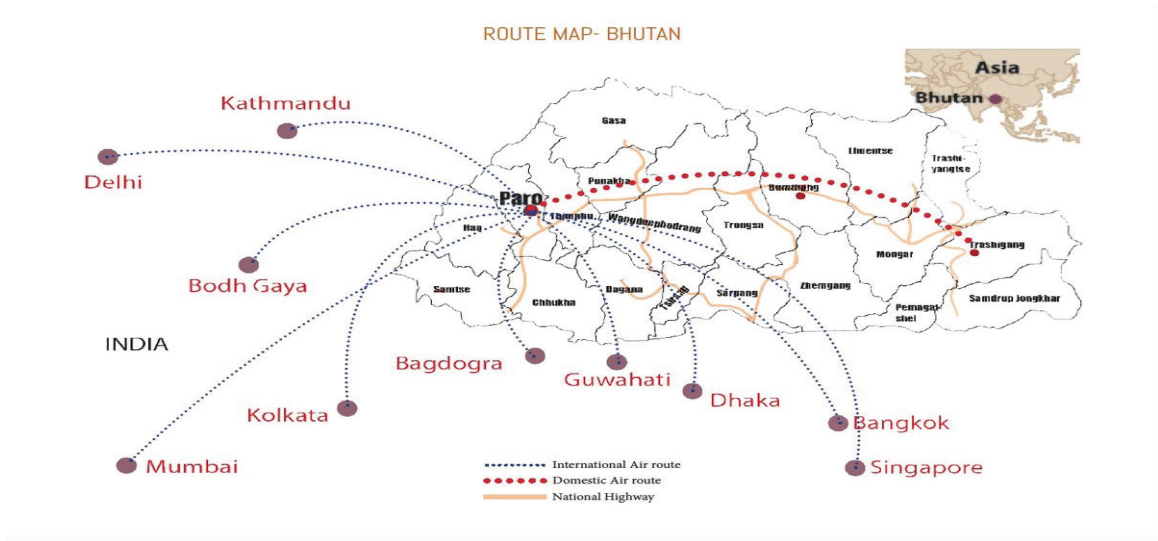 ROUTE MAP- BHUTAN
Asia
Bhutan
Kathmandu
Delhi
Bodh Gaya
INDIA
Kolkata
Mumbai
Bagdogra
Guwahati
Dhaka
Bangkok
Singapore
Gasa
Punakha
Paro
Haa
Wangduephodrang
Bumthang
Lhuentse
Trashi-
yangtse
Trongsa
Mongar
Trashigang
Samtse
Chhukha
Dagana
Sarpang
Zhemgang
Pemagat-
shel
Samdrup Jongkhar
International Air route
Domestic Air route
National Highway